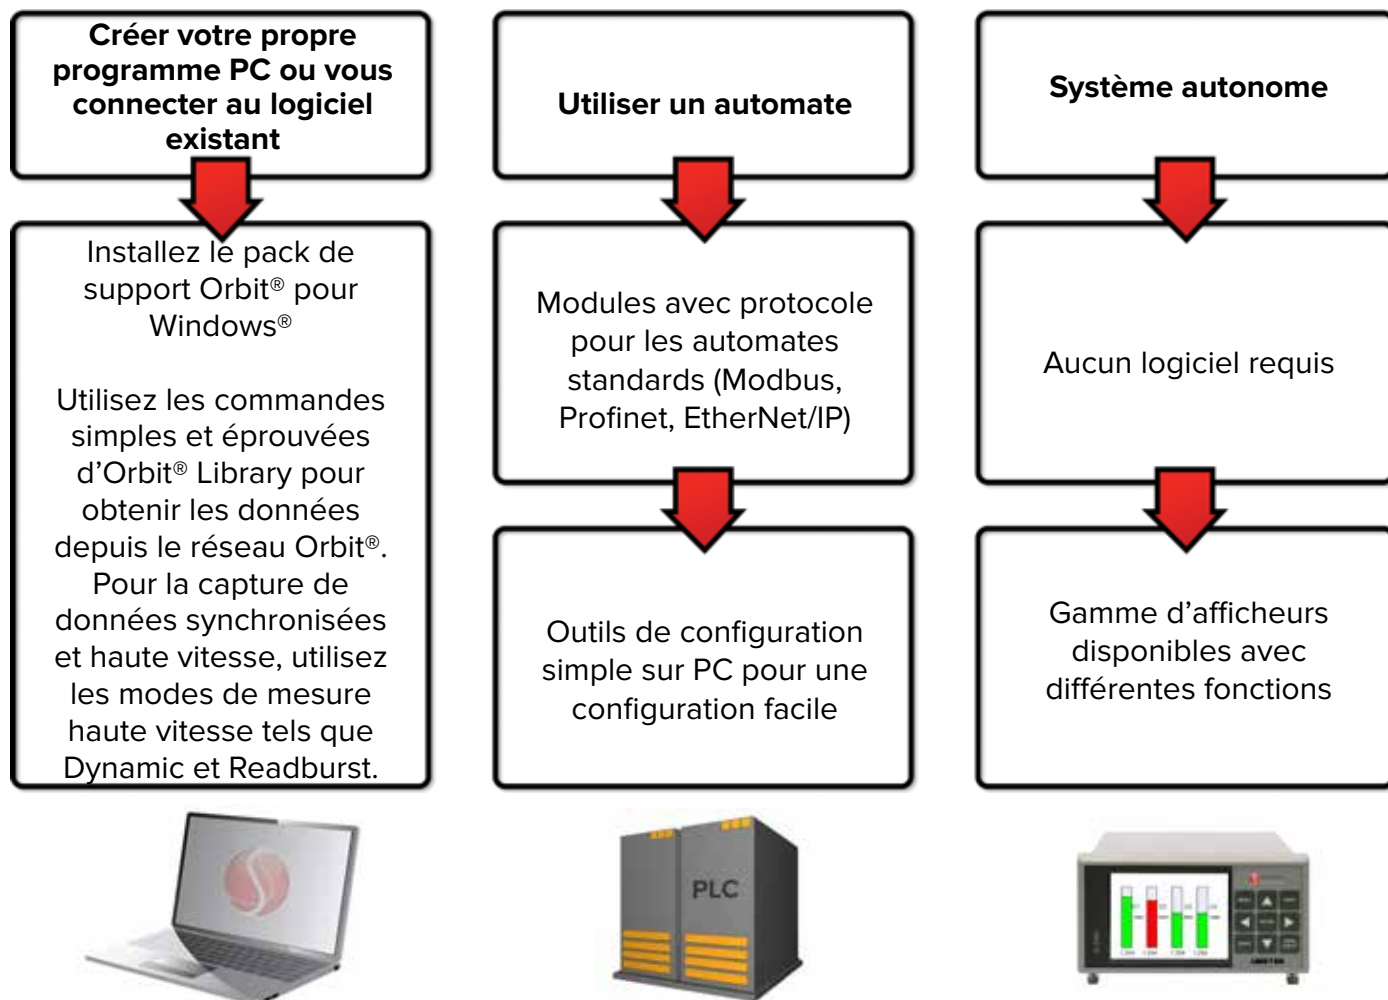 Créer votre propre
programme PC ou vous
connecter au logiciel
existant
Installez le pack de
support Orbit® pour
Windows®
Utilisez les commandes
simples et éprouvées
d’Orbit® Library pour
obtenir les données
depuis le réseau Orbit®.
Pour la capture de
données synchronisées
et haute vitesse, utilisez
les modes de mesure
haute vitesse tels que
Dynamic et Readburst.
Utiliser un automate
Modules avec protocole
pour les automates
standards (Modbus,
Profinet, EtherNet/IP)
Outils de configuration
simple sur PC pour une
configuration facile
PLC
Système autonome
Aucun logiciel requis
Gamme d’afficheurs
disponibles avec
différentes fonctions
AMETEK